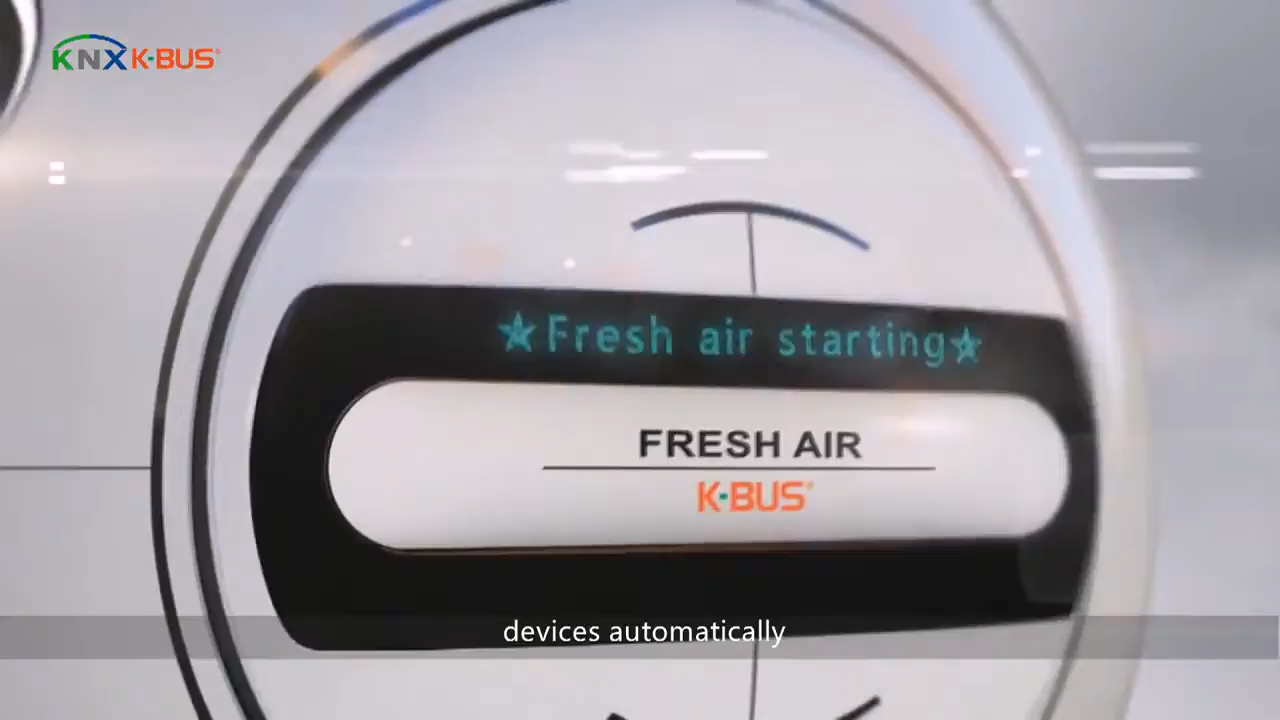 KNX K-BUS®
★Fresh air starting★
FRESH AIR
K·BUS®
devices automatically